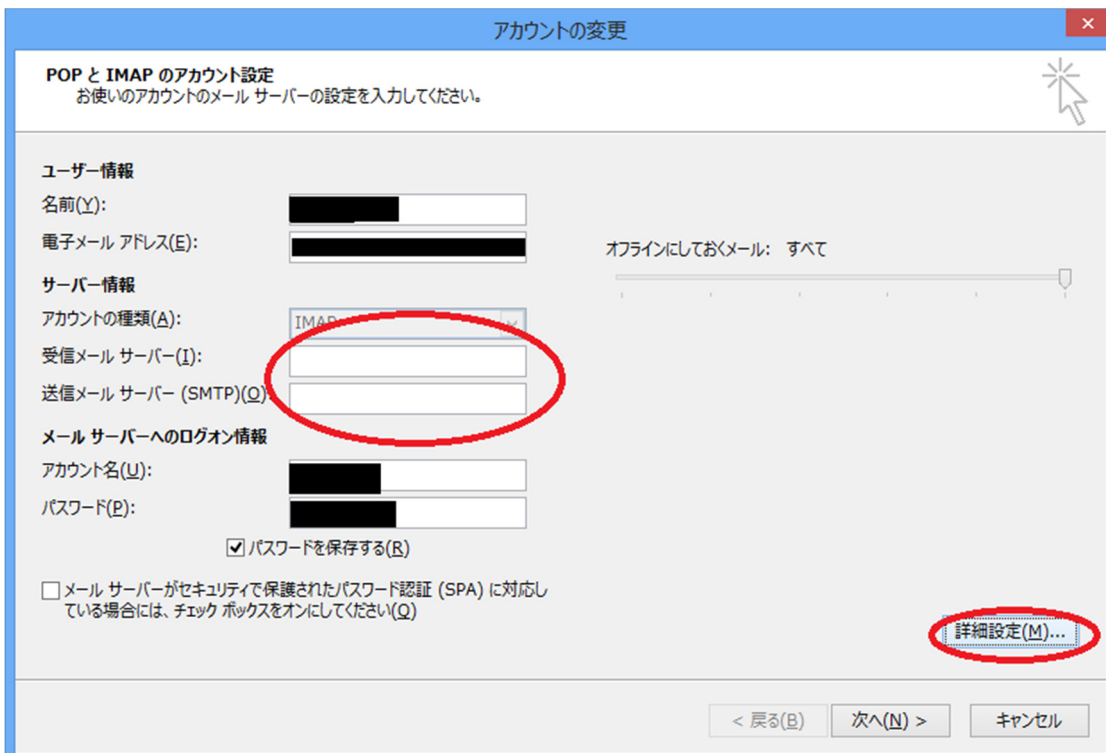 アカウントの変更
POP と IMAP のアカウント設定
お使いのアカウントのメール サーバーの設定を入力してください。
ユーザー情報
名前(Y):
電子メール アドレス(E):
オフラインにしておくメール: すべて
サーバー情報
アカウントの種類(A):
IMAP
受信メール サーバー(I):
送信メール サーバー (SMTP)(O)
メール サーバーへのログオン情報
アカウント名(U):
パスワード(P):
パスワードを保存する(R)
メール サーバーがセキュリティで保護されたパスワード認証 (SPA) に対応し
ている場合には、チェック ボックスをオンにしてください(Q)
詳細設定(M)...
< 戻る(B)
次へ(N) >
キャンセル